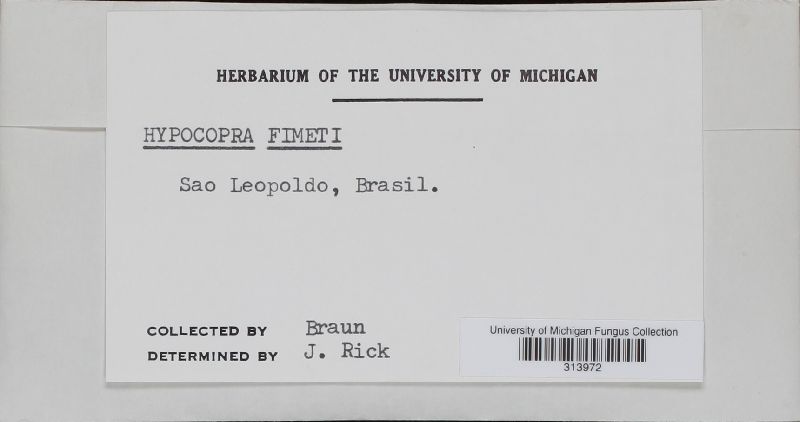 HERBARIUM OF THE UNIVERSITY OF MICHIGAN
HYPOCOPRA FIMETI
Sao Leopoldo, Brasil.
COLLECTED BY Braun
DETERMINED BY J. Rick
University of Michigan Fungus Collection
313972